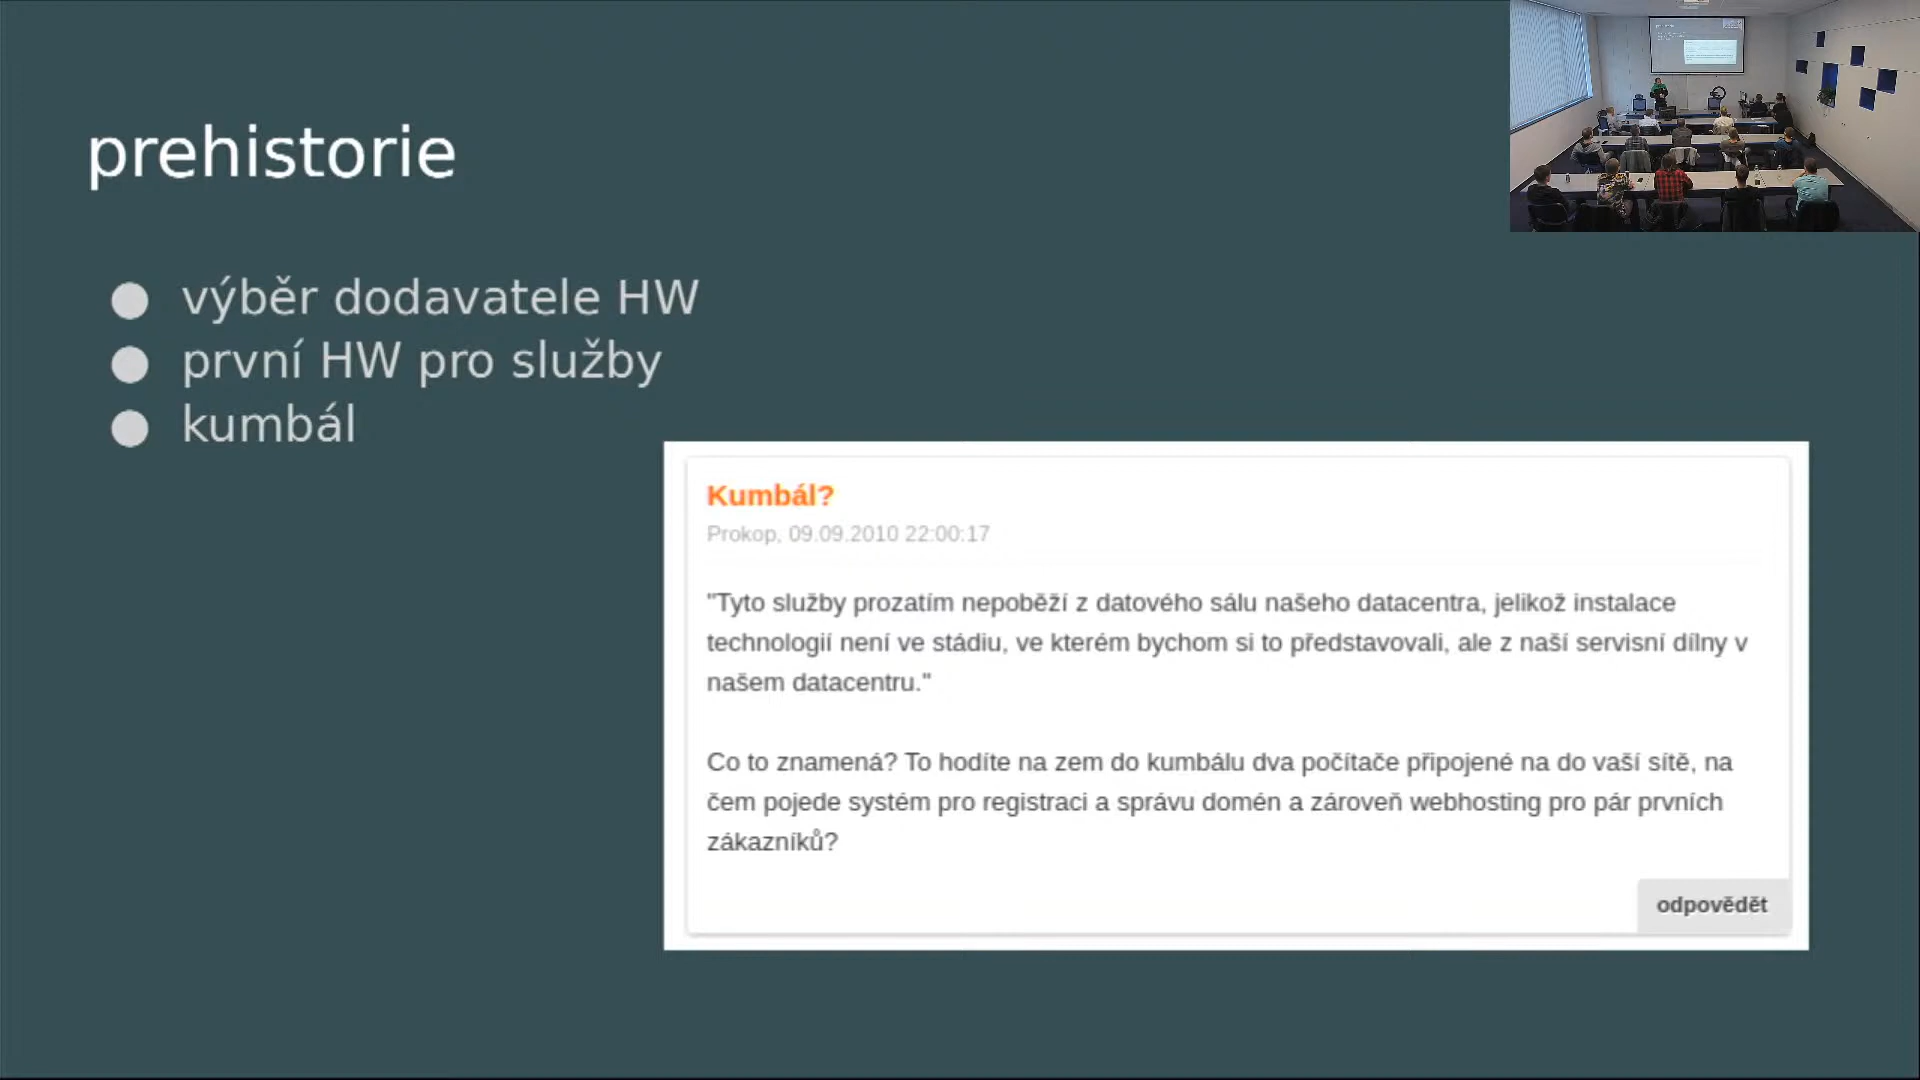 prehistorie
výběr dodavatele HW
první HW pro služby
kumbál
Kumbál?
Prokop, 09.09.2010 22:00:17
"Tyto služby prozatím nepoběží z datového sálu našeho datacentra, jelikož instalace
technologií není ve stádiu, ve kterém bychom si to představovali, ale z naší servisní dílny v
našem datacentru."
Co to znamená? To hodíte na zem do kumbálu dva počítače připojené na do vaší sítě, na
čem pojede systém pro registraci a správu domén a zároveň webhosting pro pár prvních
zákazníků?
odpovědět